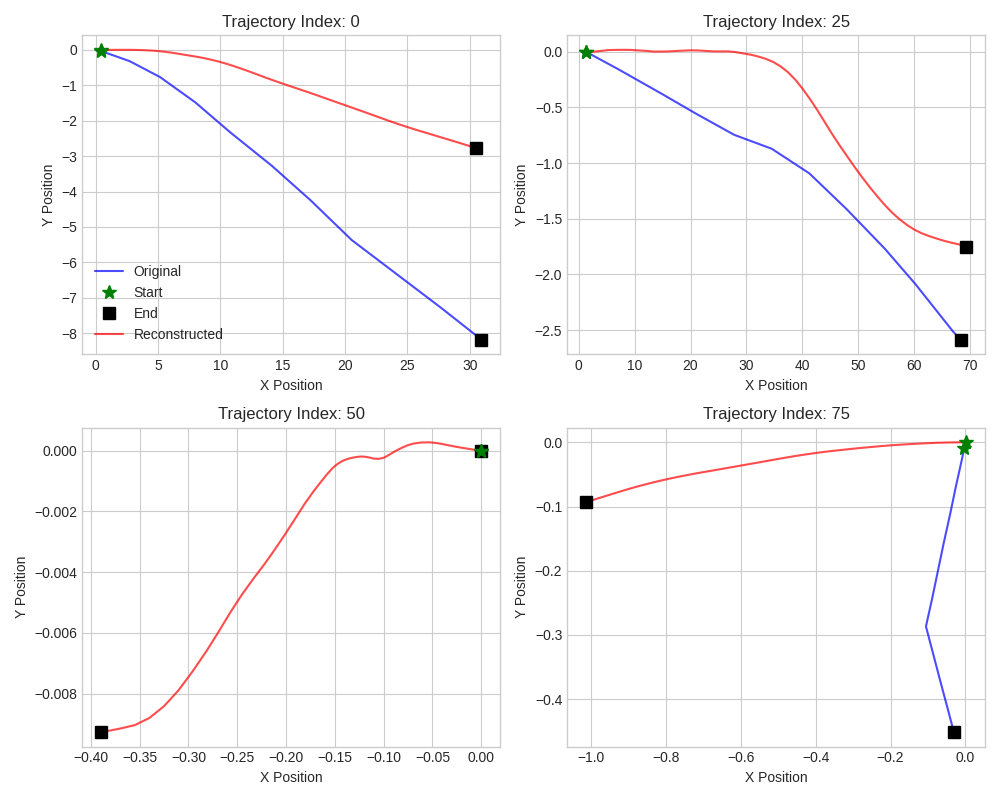 Trajectory Index: 0
0
−1
−2
−3
−4
−5
−6
−7
−8
Y Position
Original
Start
End
Reconstructed
0 5 10 15 20 25 30
X Position
Trajectory Index: 25
0.0
−0.5
−1.0
−1.5
−2.0
−2.5
Y Position
0 10 20 30 40 50 60 70
X Position
Trajectory Index: 50
0.000
−0.002
−0.004
−0.006
−0.008
Y Position
−0.40 −0.35 −0.30 −0.25 −0.20 −0.15 −0.10 −0.05 0.00
X Position
Trajectory Index: 75
0.0
−0.1
−0.2
−0.3
−0.4
Y Position
−1.0 −0.8 −0.6 −0.4 −0.2 0.0
X Position